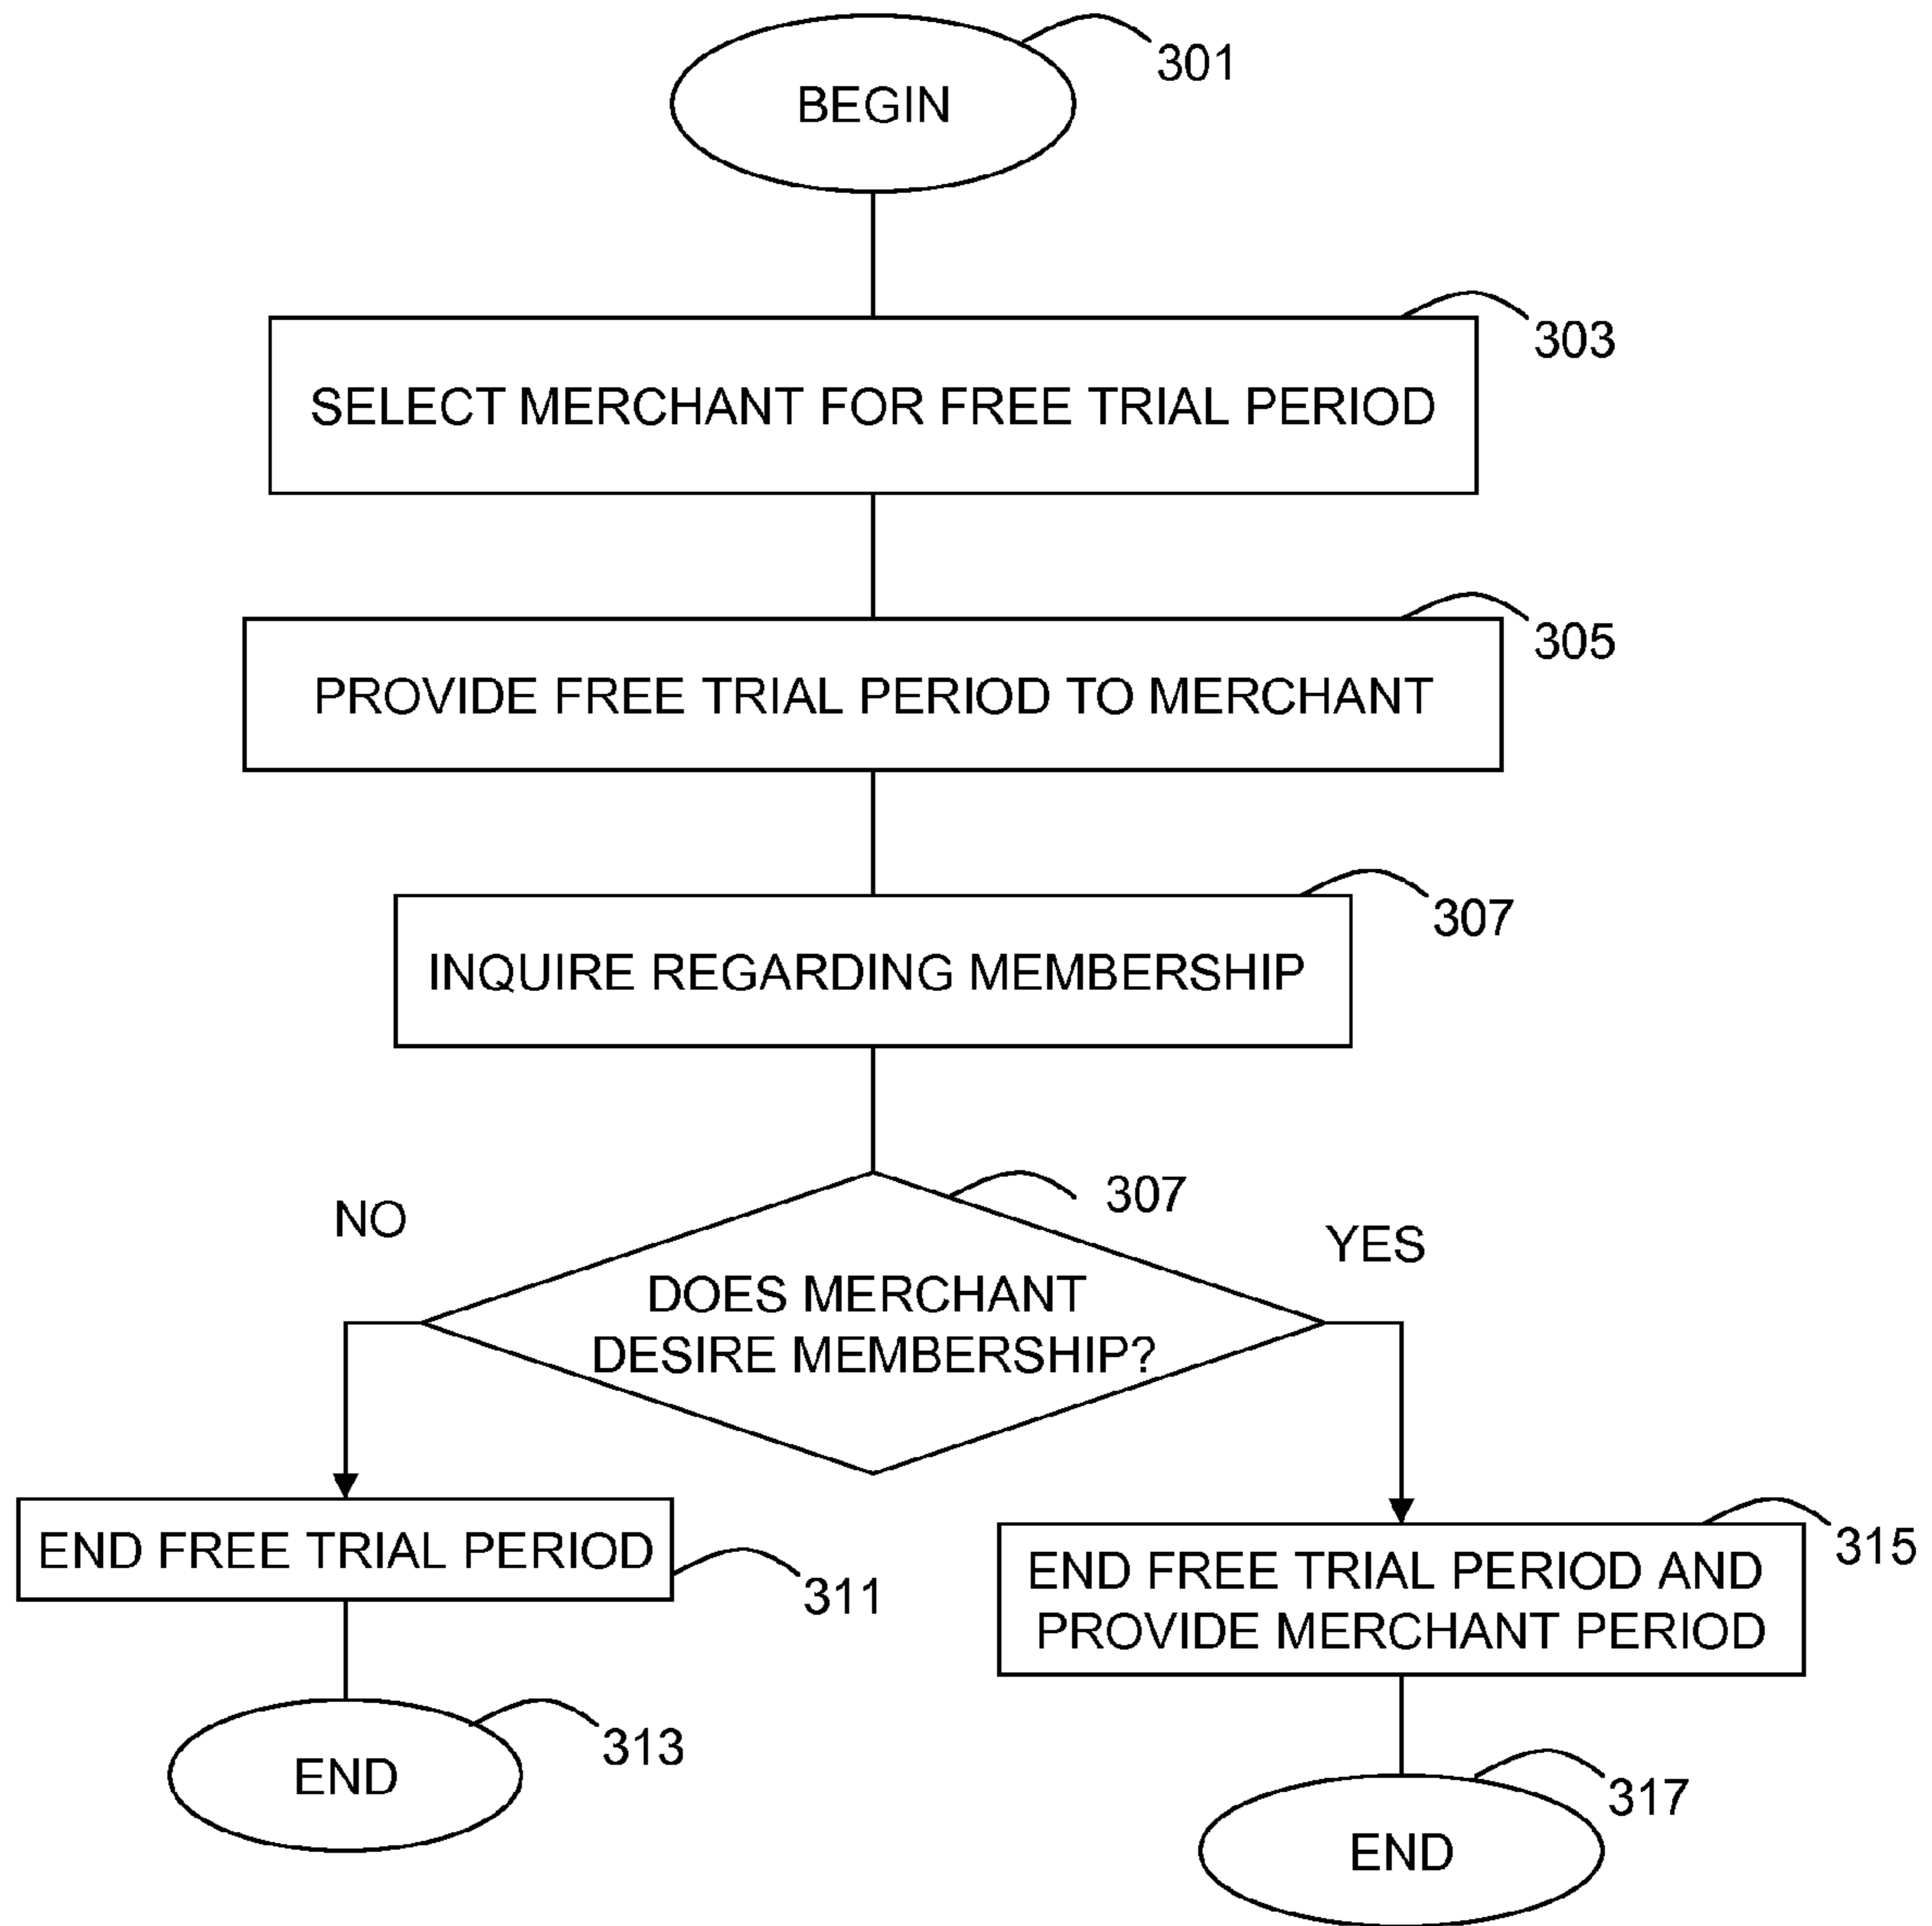 301
BEGIN
303
SELECT MERCHANT FOR FREE TRIAL PERIOD
305
PROVIDE FREE TRIAL PERIOD TO MERCHANT
307
INQUIRE REGARDING MEMBERSHIP
307
NO
YES
DOES MERCHANT
DESIRE MEMBERSHIP?
END FREE TRIAL PERIOD
311
315
END FREE TRIAL PERIOD AND
PROVIDE MERCHANT PERIOD
313
END
317
END